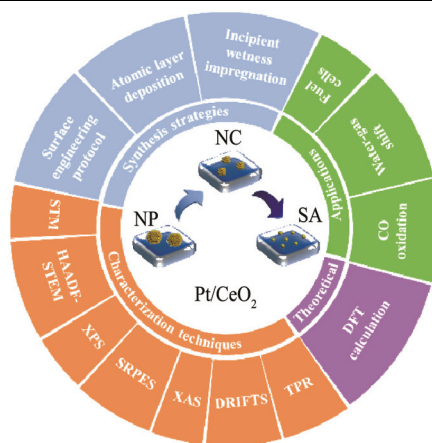 Surface
engineering
protocol
Atomic layer
deposition
Incipient
wetness
impregnation
Fuel
cells
Water-gas
shift
CO
oxidation
DFT
calculation
TPR
DRIFTS
XAS
SRPES
XPS
HAADF-
STEM
STM
Synthesis strategies
Applications
Theoretical
Characterization techniques
NC
NP
SA
Pt/CeO₂